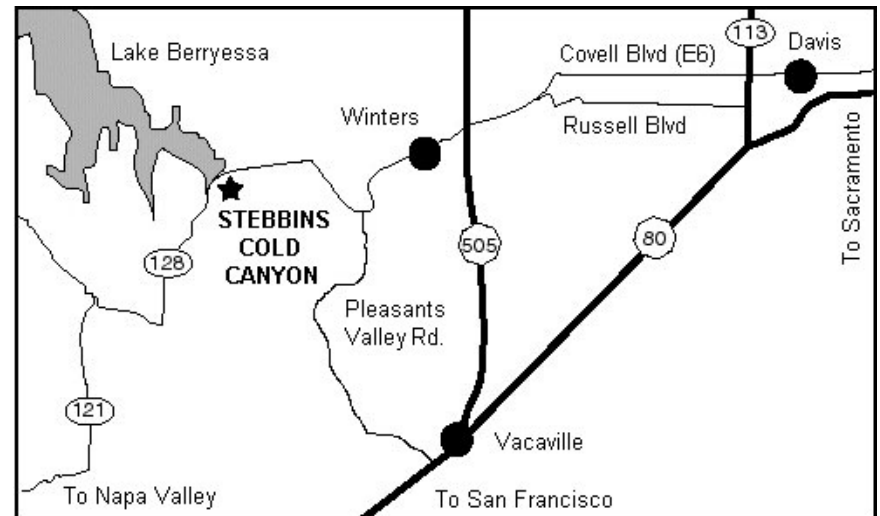 113
Davis
Lake Berryessa
Covell Blvd (E6)
Winters
Russell Blvd
To Sacramento
STEBBINS
COLD
CANYON
128
505
80
Pleasants
Valley Rd.
121
Vacaville
To Napa Valley
To San Francisco